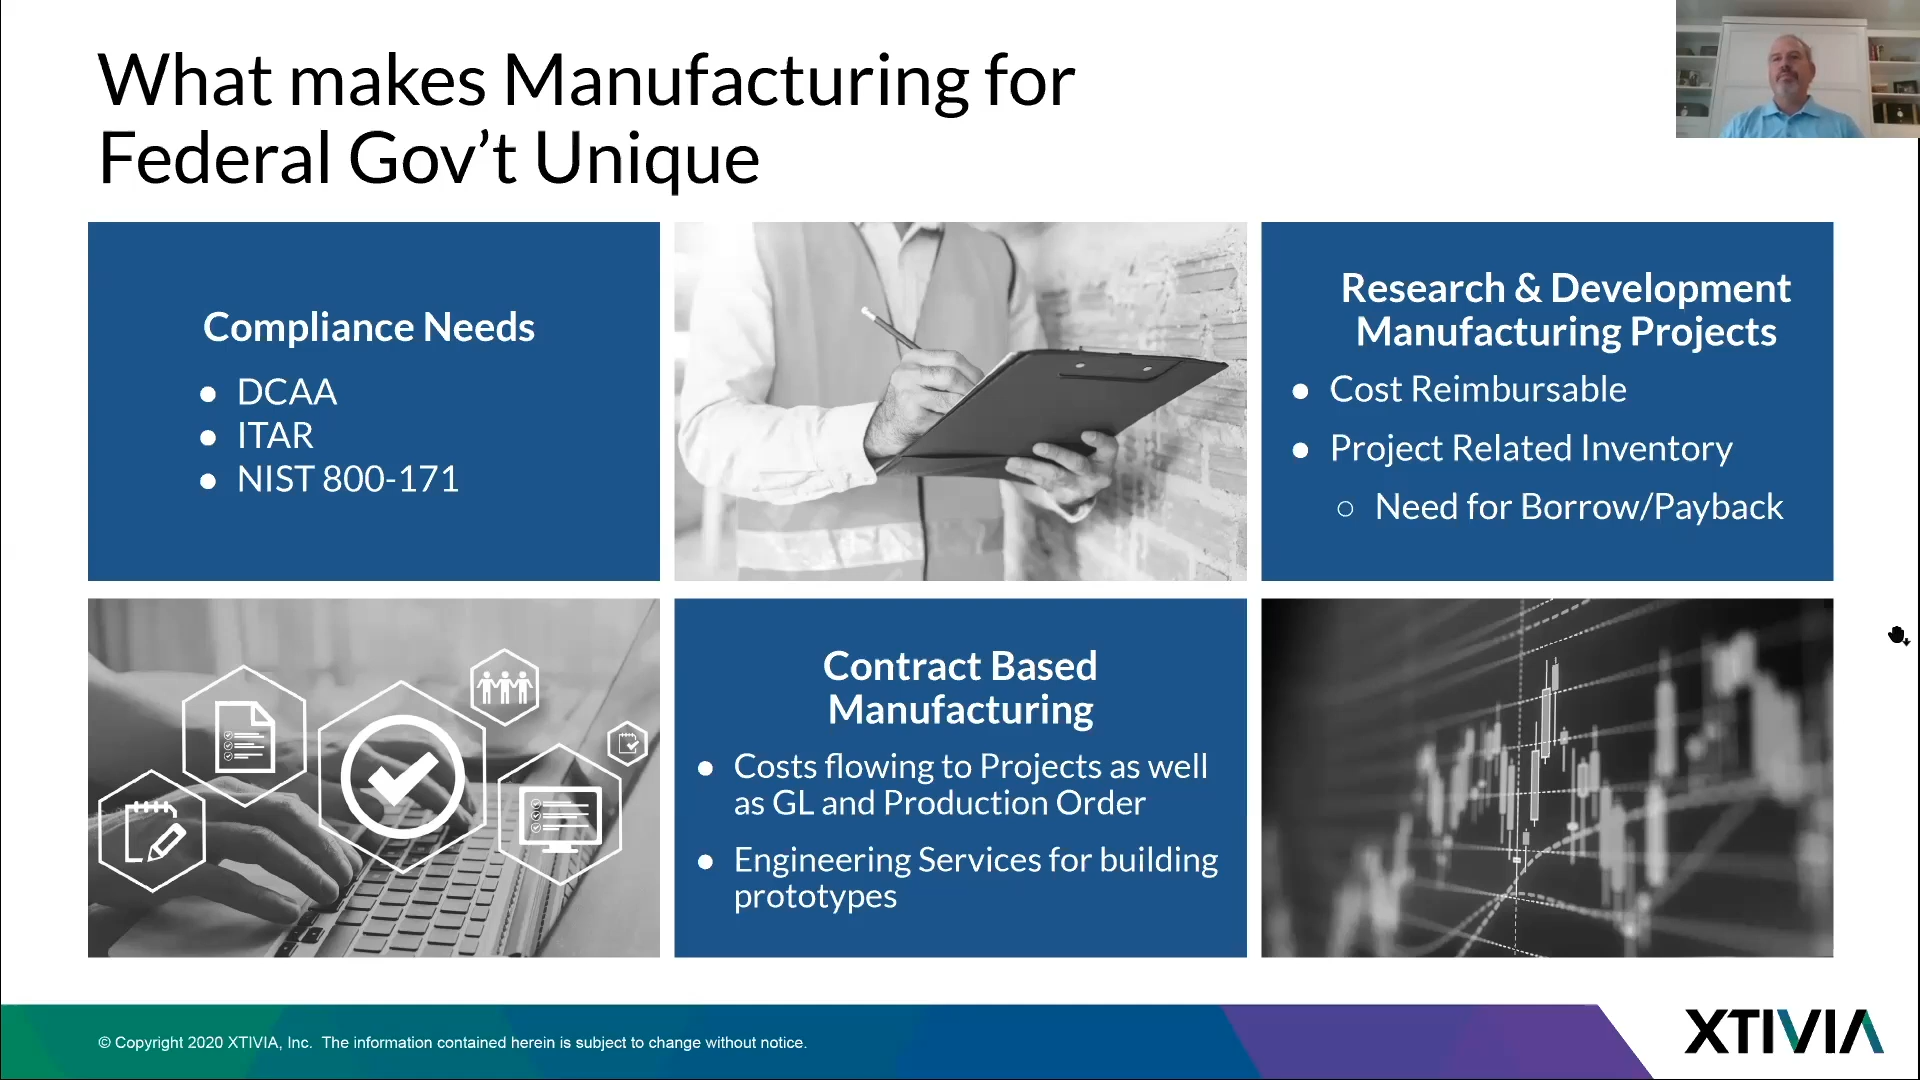 What makes Manufacturing for
Federal Gov’t Unique
Compliance Needs
● DCAA
● ITAR
● NIST 800-171
Research & Development
Manufacturing Projects
● Cost Reimbursable
● Project Related Inventory
○ Need for Borrow/Payback
Contract Based
Manufacturing
● Costs flowing to Projects as well
as GL and Production Order
● Engineering Services for building
prototypes
© Copyright 2020 XTIVIA, Inc. The information contained herein is subject to change without notice.
XTIVIA